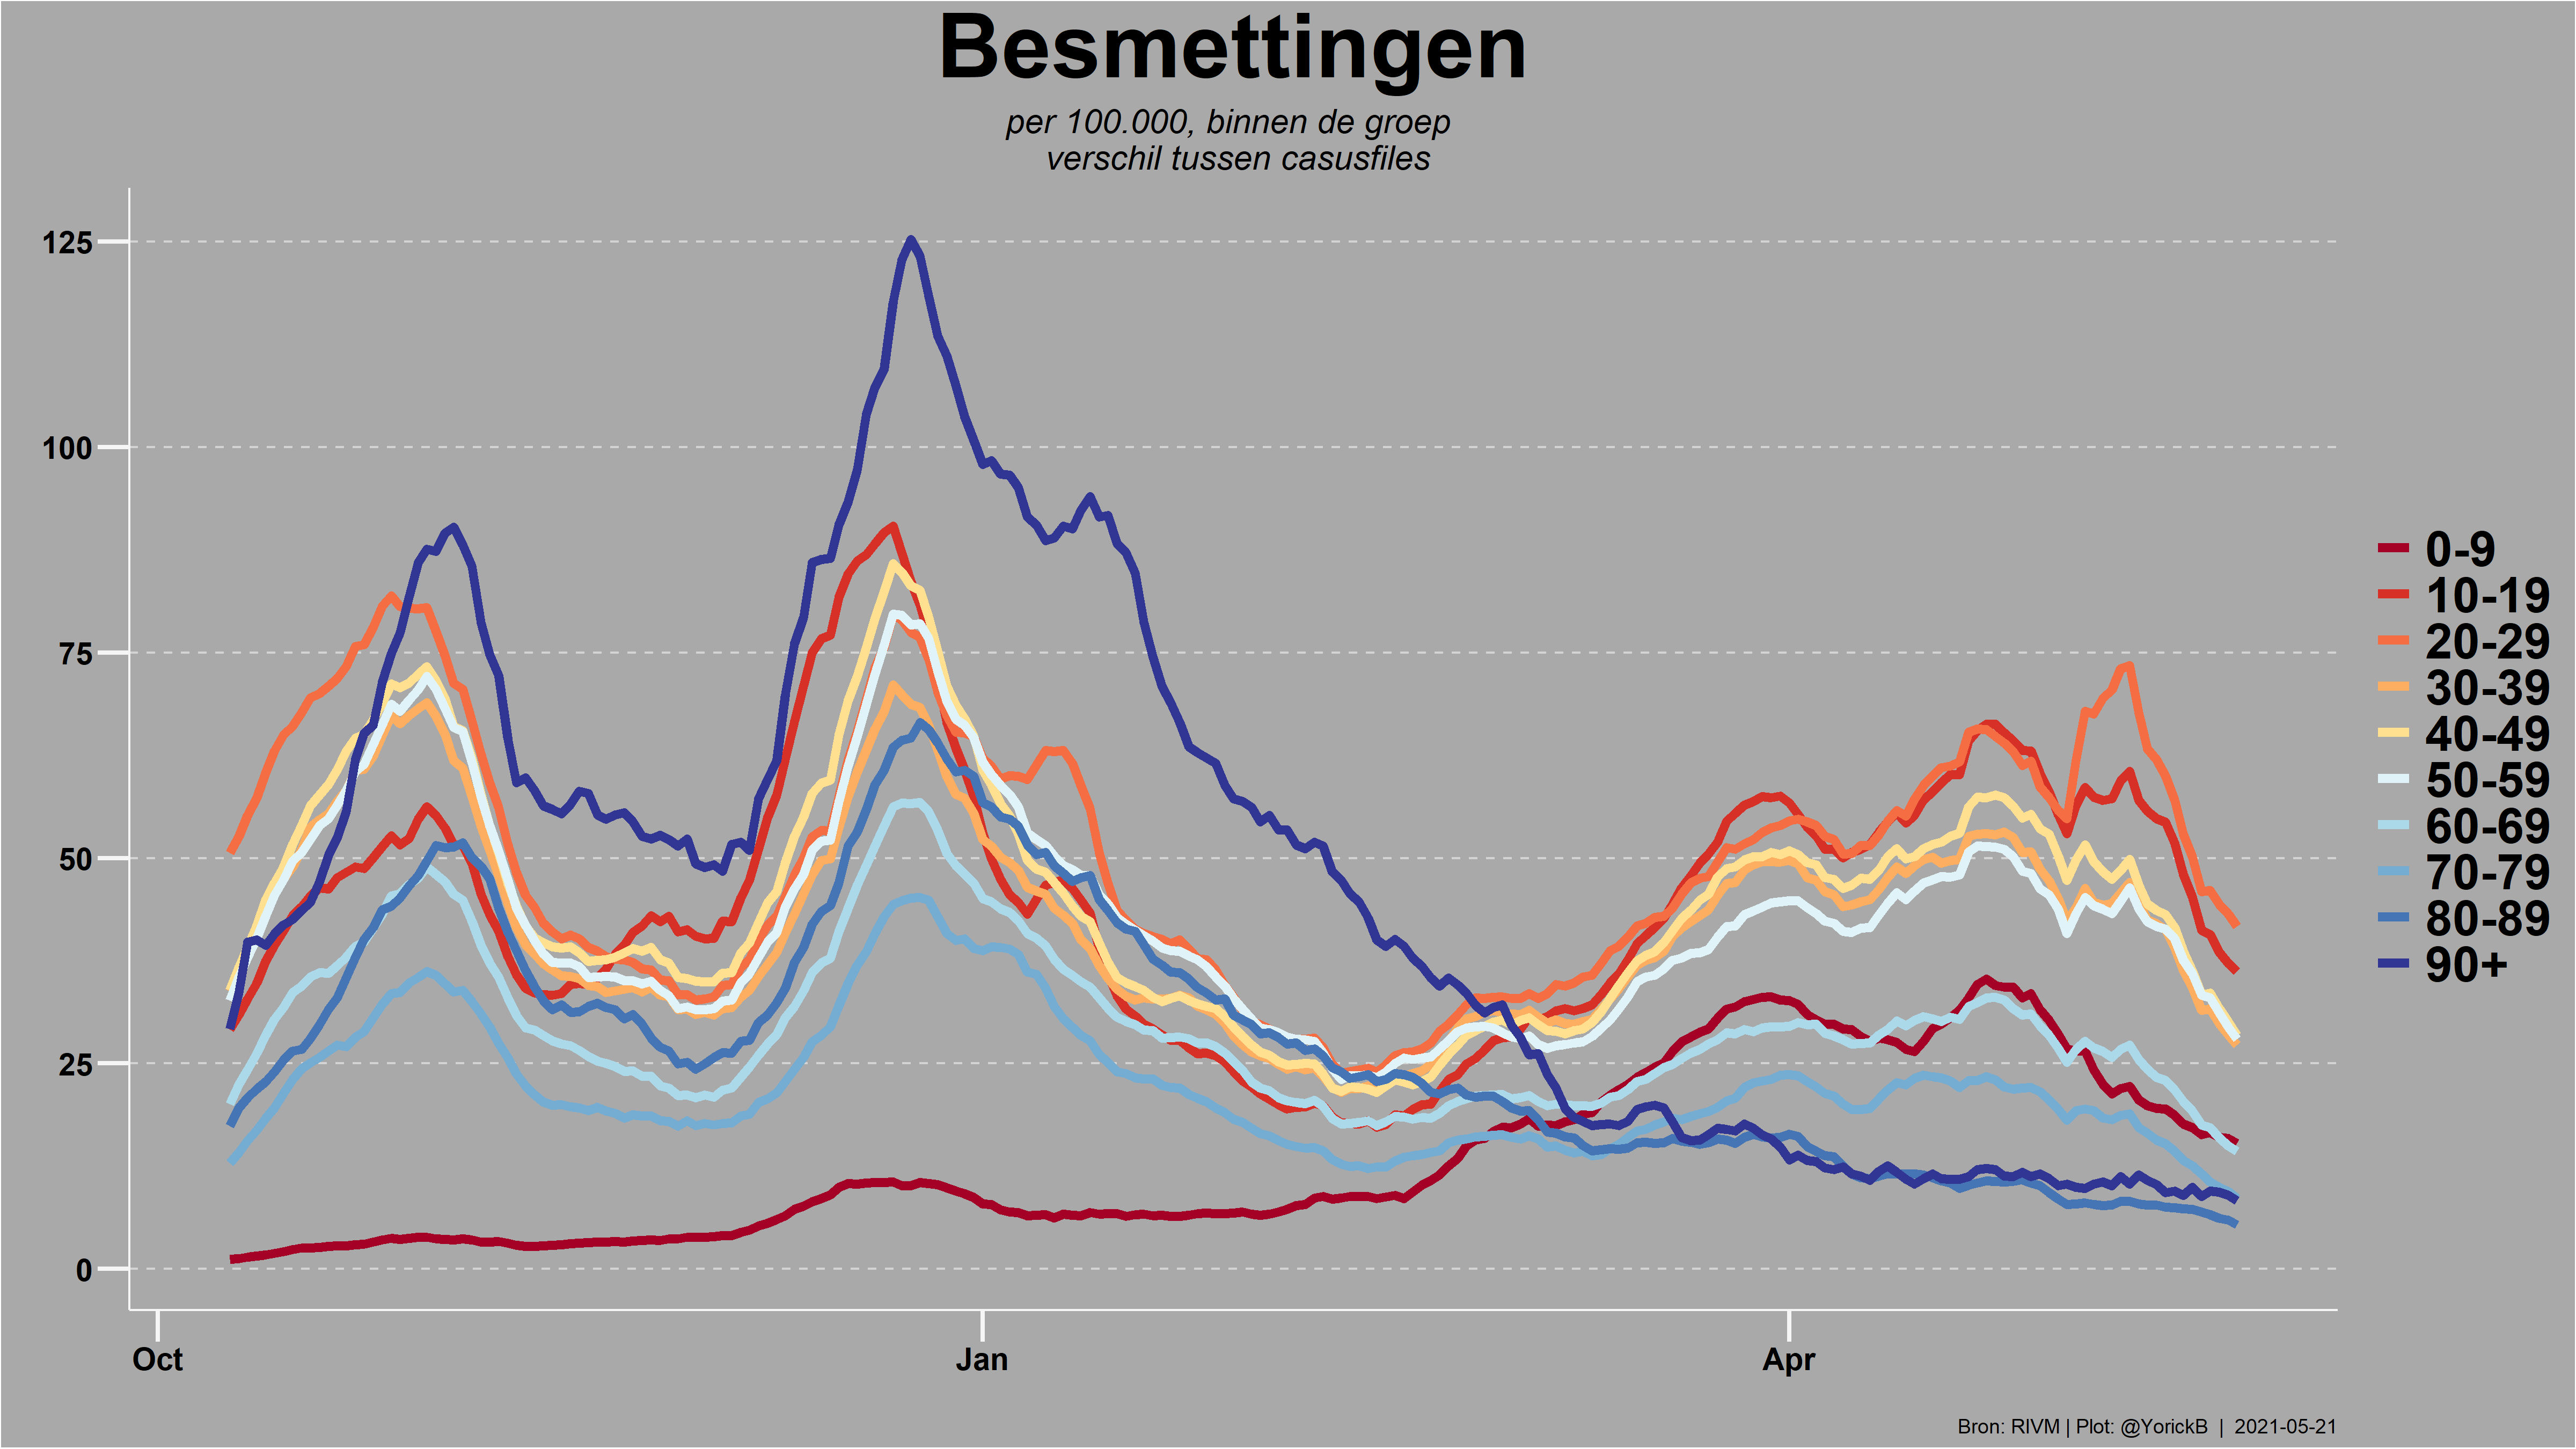 Besmettingen
per 100.000, binnen de groep
verschil tussen casusfiles
125
100
75
50
25
0
Oct
Jan
Apr
0-9
10-19
20-29
30-39
40-49
50-59
60-69
70-79
80-89
90+
Bron: RIVM | Plot: @YorickB | 2021-05-21